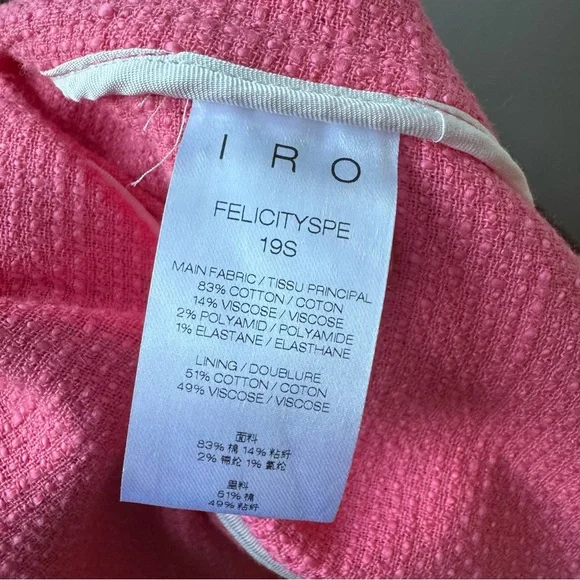 IRO
FELICITYSPE
19S
MAIN FABRIC / TISSU PRINCIPAL
83% COTTON / COTON
14% VISCOSE / VISCOSE
2% POLYAMID / POLYAMIDE
1% ELASTANE / ELASTHANE
LINING / DOUBLURE
51% COTTON / COTON
49% VISCOSE / VISCOSE
面料
83% 棉 14% 粘纤
2% 锦纶 1% 氨纶
里料
51% 棉
49% 粘纤